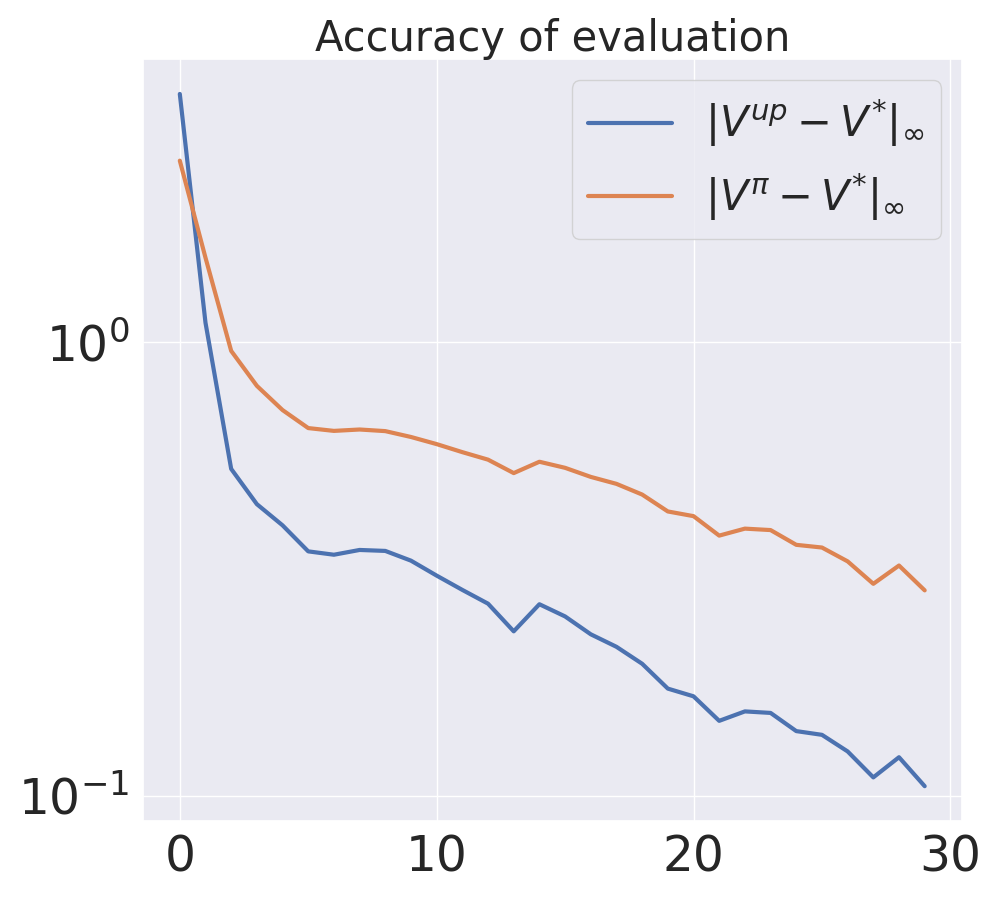 Accuracy of evaluation
|V^{up} − V^*|_∞
|V^π − V^*|_∞
10^0
10^{−1}
0 10 20 30